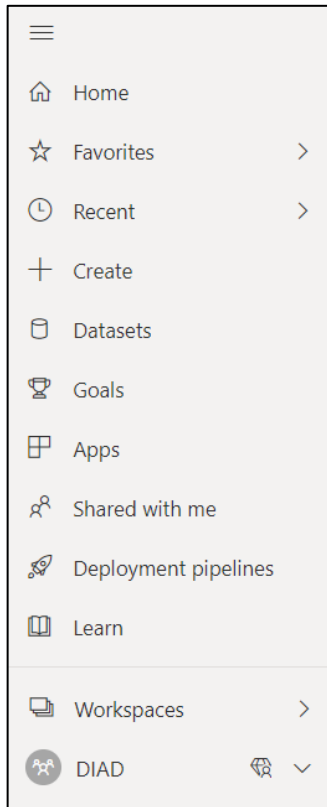 Home
Favorites
Recent
Create
Datasets
Goals
Apps
Shared with me
Deployment pipelines
Learn
Workspaces
DIAD